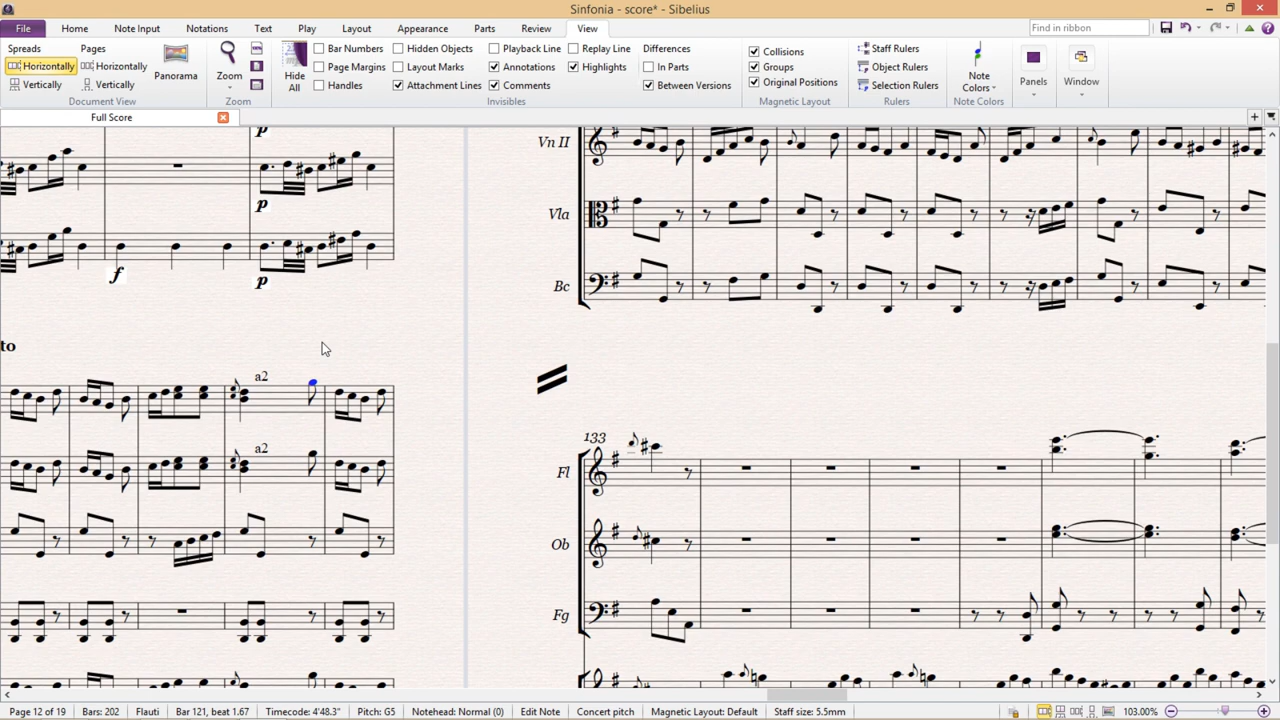 Sinfonia - score* - Sibelius
File Home Note Input Notations Text Play Layout Appearance Parts Review View Find in ribbon
Spreads Pages Bar Numbers Hidden Objects Playback Line Replay Line Differences Collisions Staff Rulers
Horizontally Horizontally Page Margins Layout Marks Annotations Highlights In Parts Groups Object Rulers
Vertically Vertically Panorama Zoom Hide All Handles Attachment Lines Comments Between Versions Original Positions Selection Rulers Note Colors Panels Window
Document View Zoom Invisibles Magnetic Layout Rulers Note Colors
Full Score
p
Vn II
p
Vla
f
p
Bc
to
a2
133
a2
Fl
Ob
Fg
Page 12 of 19 Bars: 202 Flauti Bar 121, beat 1.67 Timecode: 4'48.3" Pitch: G5 Notehead: Normal (0) Edit Note Concert pitch Magnetic Layout: Default Staff size: 5.5mm 103.00%